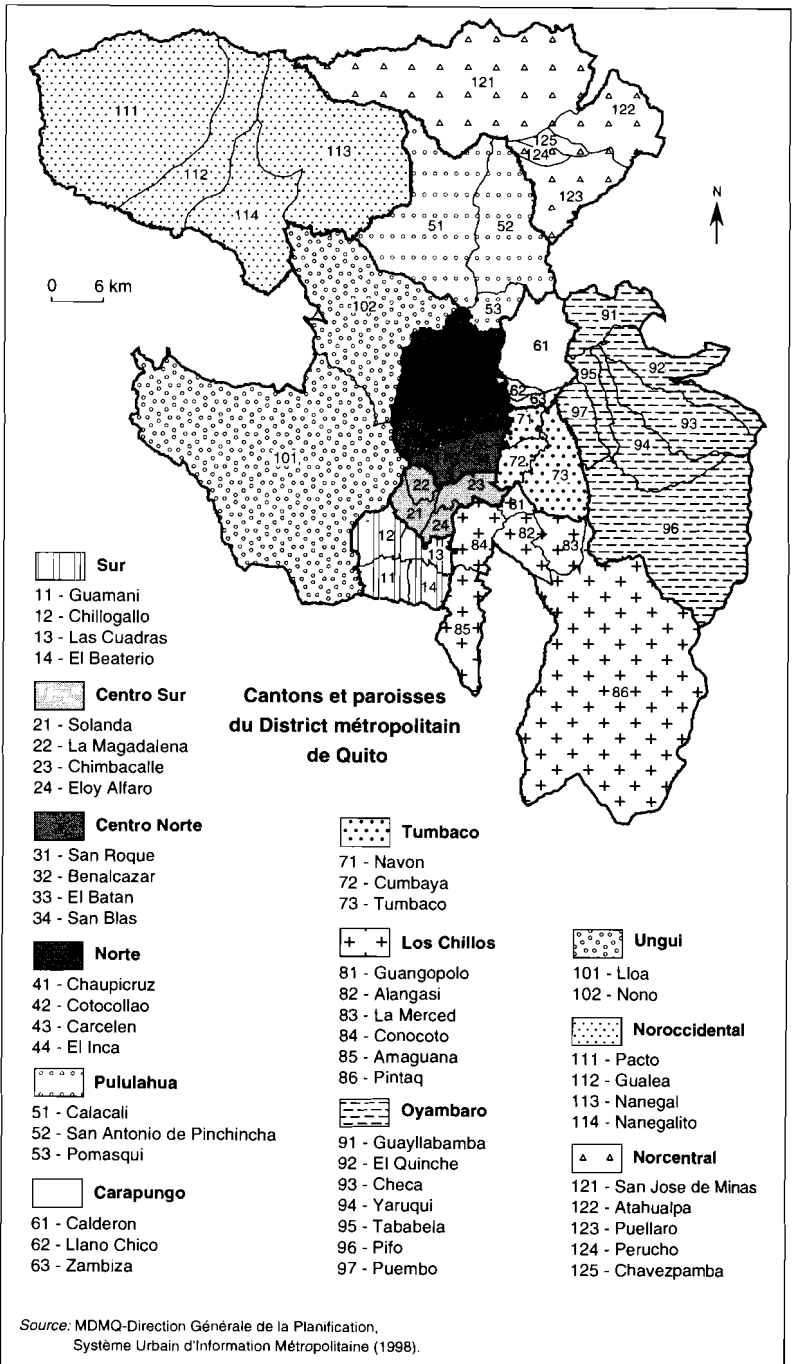 121
122
111
125
124
113
123
112
114
51
52
N
0 6 km
53
91
102
61
92
62
95
63
97
93
71
94
101
72
73
22
23
21
81
96
24
12
82
83
13
84
11
14
85
86
Cantons et paroisses
du District métropolitain
de Quito
Sur
11 - Guamani
12 - Chillogallo
13 - Las Cuadras
14 - El Beaterio
Centro Sur
21 - Solanda
22 - La Magadalena
23 - Chimbacalle
24 - Eloy Alfaro
Centro Norte
31 - San Roque
32 - Benalcazar
33 - El Batan
34 - San Blas
Norte
41 - Chaupicruz
42 - Cotocollao
43 - Carcelen
44 - El Inca
Pululahua
51 - Calacali
52 - San Antonio de Pinchincha
53 - Pomasqui
Carapungo
61 - Calderon
62 - Llano Chico
63 - Zambiza
Tumbaco
71 - Navon
72 - Cumbaya
73 - Tumbaco
Los Chillos
81 - Guangopolo
82 - Alangasi
83 - La Merced
84 - Conocoto
85 - Amaguana
86 - Pintaq
Oyambaro
91 - Guayllabamba
92 - El Quinche
93 - Checa
94 - Yaruqui
95 - Tababela
96 - Pifo
97 - Puembo
Ungui
101 - Lloa
102 - Nono
Noroccidental
111 - Pacto
112 - Gualea
113 - Nanegal
114 - Nanegalito
Norcentral
121 - San Jose de Minas
122 - Atahualpa
123 - Puellaro
124 - Perucho
125 - Chavezpamba
Source: MDMQ-Direction Générale de la Planification,
Système Urbain d'Information Métropolitaine (1998).